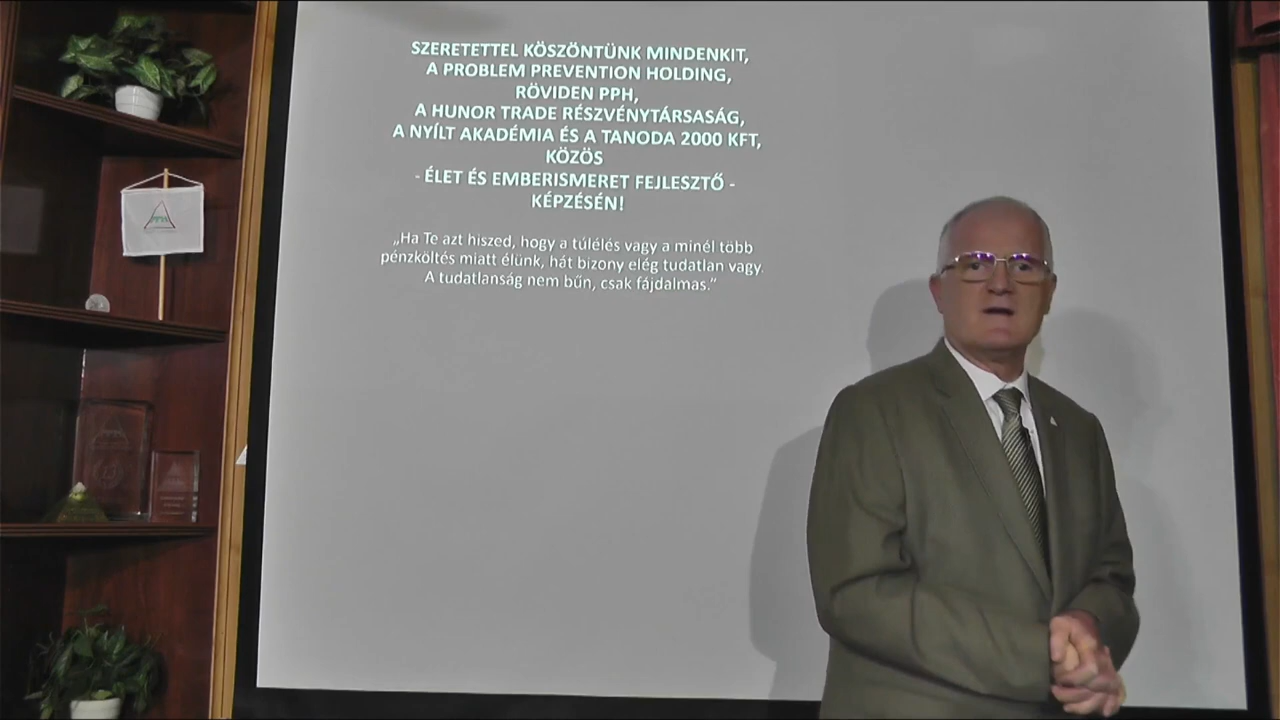 SZERETETTEL KÖSZÖNTÜNK MINDENKIT,
A PROBLEM PREVENTION HOLDING,
RÖVIDEN PPH,
A HUNOR TRADE RÉSZVÉNYTÁRSASÁG,
A NYÍLT AKADÉMIA ÉS A TANODA 2000 KFT,
KÖZÖS
- ÉLET ÉS EMBERISMERET FEJLESZTŐ -
KÉPZÉSÉN!
„Ha Te azt hiszed, hogy a túlélés vagy a minél több
pénzköltés miatt élünk, hát bizony elég tudatlan vagy.
A tudatlanság nem bűn, csak fájdalmas.”